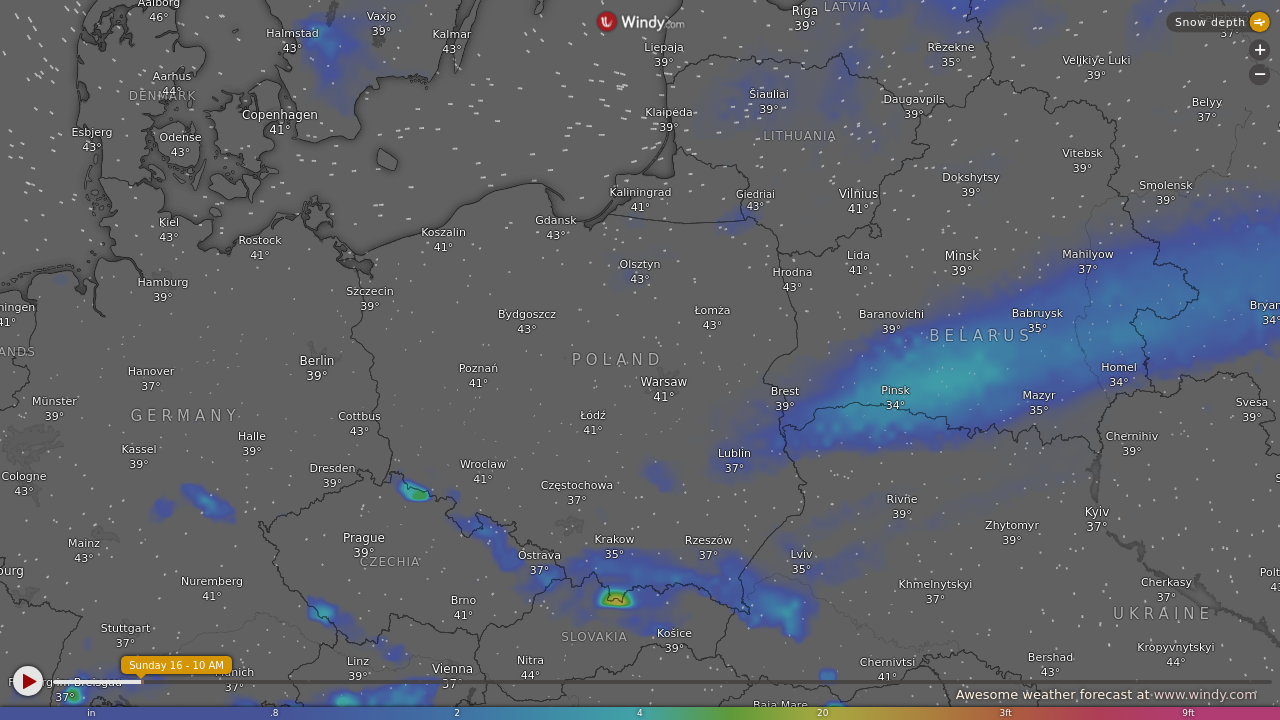 Aalborg
46°
Vaxjo
39°
Windy.com
Riga
39°
LATVIA
Snow depth
37°
Halmstad
43°
Kalmar
43°
Liepaja
39°
Rēzekne
35°
Velikiye Luki
39°
+
−
Aarhus
44°
DENMARK
Šiauliai
39°
Daugavpils
39°
Belyy
37°
Copenhagen
41°
Klaipėda
39°
LITHUANIA
Esbjerg
43°
Odense
43°
Vitebsk
39°
Dokshytsy
39°
Smolensk
39°
Kaliningrad
41°
Giedriai
43°
Vilnius
41°
Kiel
43°
Gdansk
43°
Koszalin
41°
Rostock
41°
Lida
41°
Minsk
39°
Mahilyow
37°
Olsztyn
43°
Hrodna
43°
Hamburg
39°
Szczecin
39°
ningen
41°
Bydgoszcz
43°
Łomża
43°
Baranovichi
39°
Babruysk
35°
Bryan
34°
BELARUS
ANDS
POLAND
Berlin
39°
Hanover
37°
Poznań
41°
Warsaw
41°
Homel
34°
Brest
39°
Pinsk
34°
Mazyr
35°
Münster
39°
Svesa
39°
GERMANY
Cottbus
43°
Łódź
41°
Halle
39°
Chernihiv
39°
Kassel
39°
Lublin
37°
Dresden
39°
Wroclaw
41°
Cologne
43°
Częstochowa
37°
Rivne
39°
Kyiv
37°
Zhytomyr
39°
Prague
39°
CZECHIA
Mainz
43°
Krakow
35°
Rzeszów
37°
Ostrava
37°
Lviv
35°
burg
Nuremberg
41°
Khmelnytskyi
37°
Cherkasy
37°
Polt
43
Brno
41°
UKRAINE
Stuttgart
37°
SLOVAKIA
Košice
39°
Kropyvnytskyi
44°
Sunday 16 - 10 AM
Linz
39°
Vienna
37°
Nitra
44°
Chernivtsi
41°
Bershad
43°
Munich
37°
37°
Baia Mare
Awesome weather forecast at www.windy.com
in .8 2 4 20 3ft 9ft